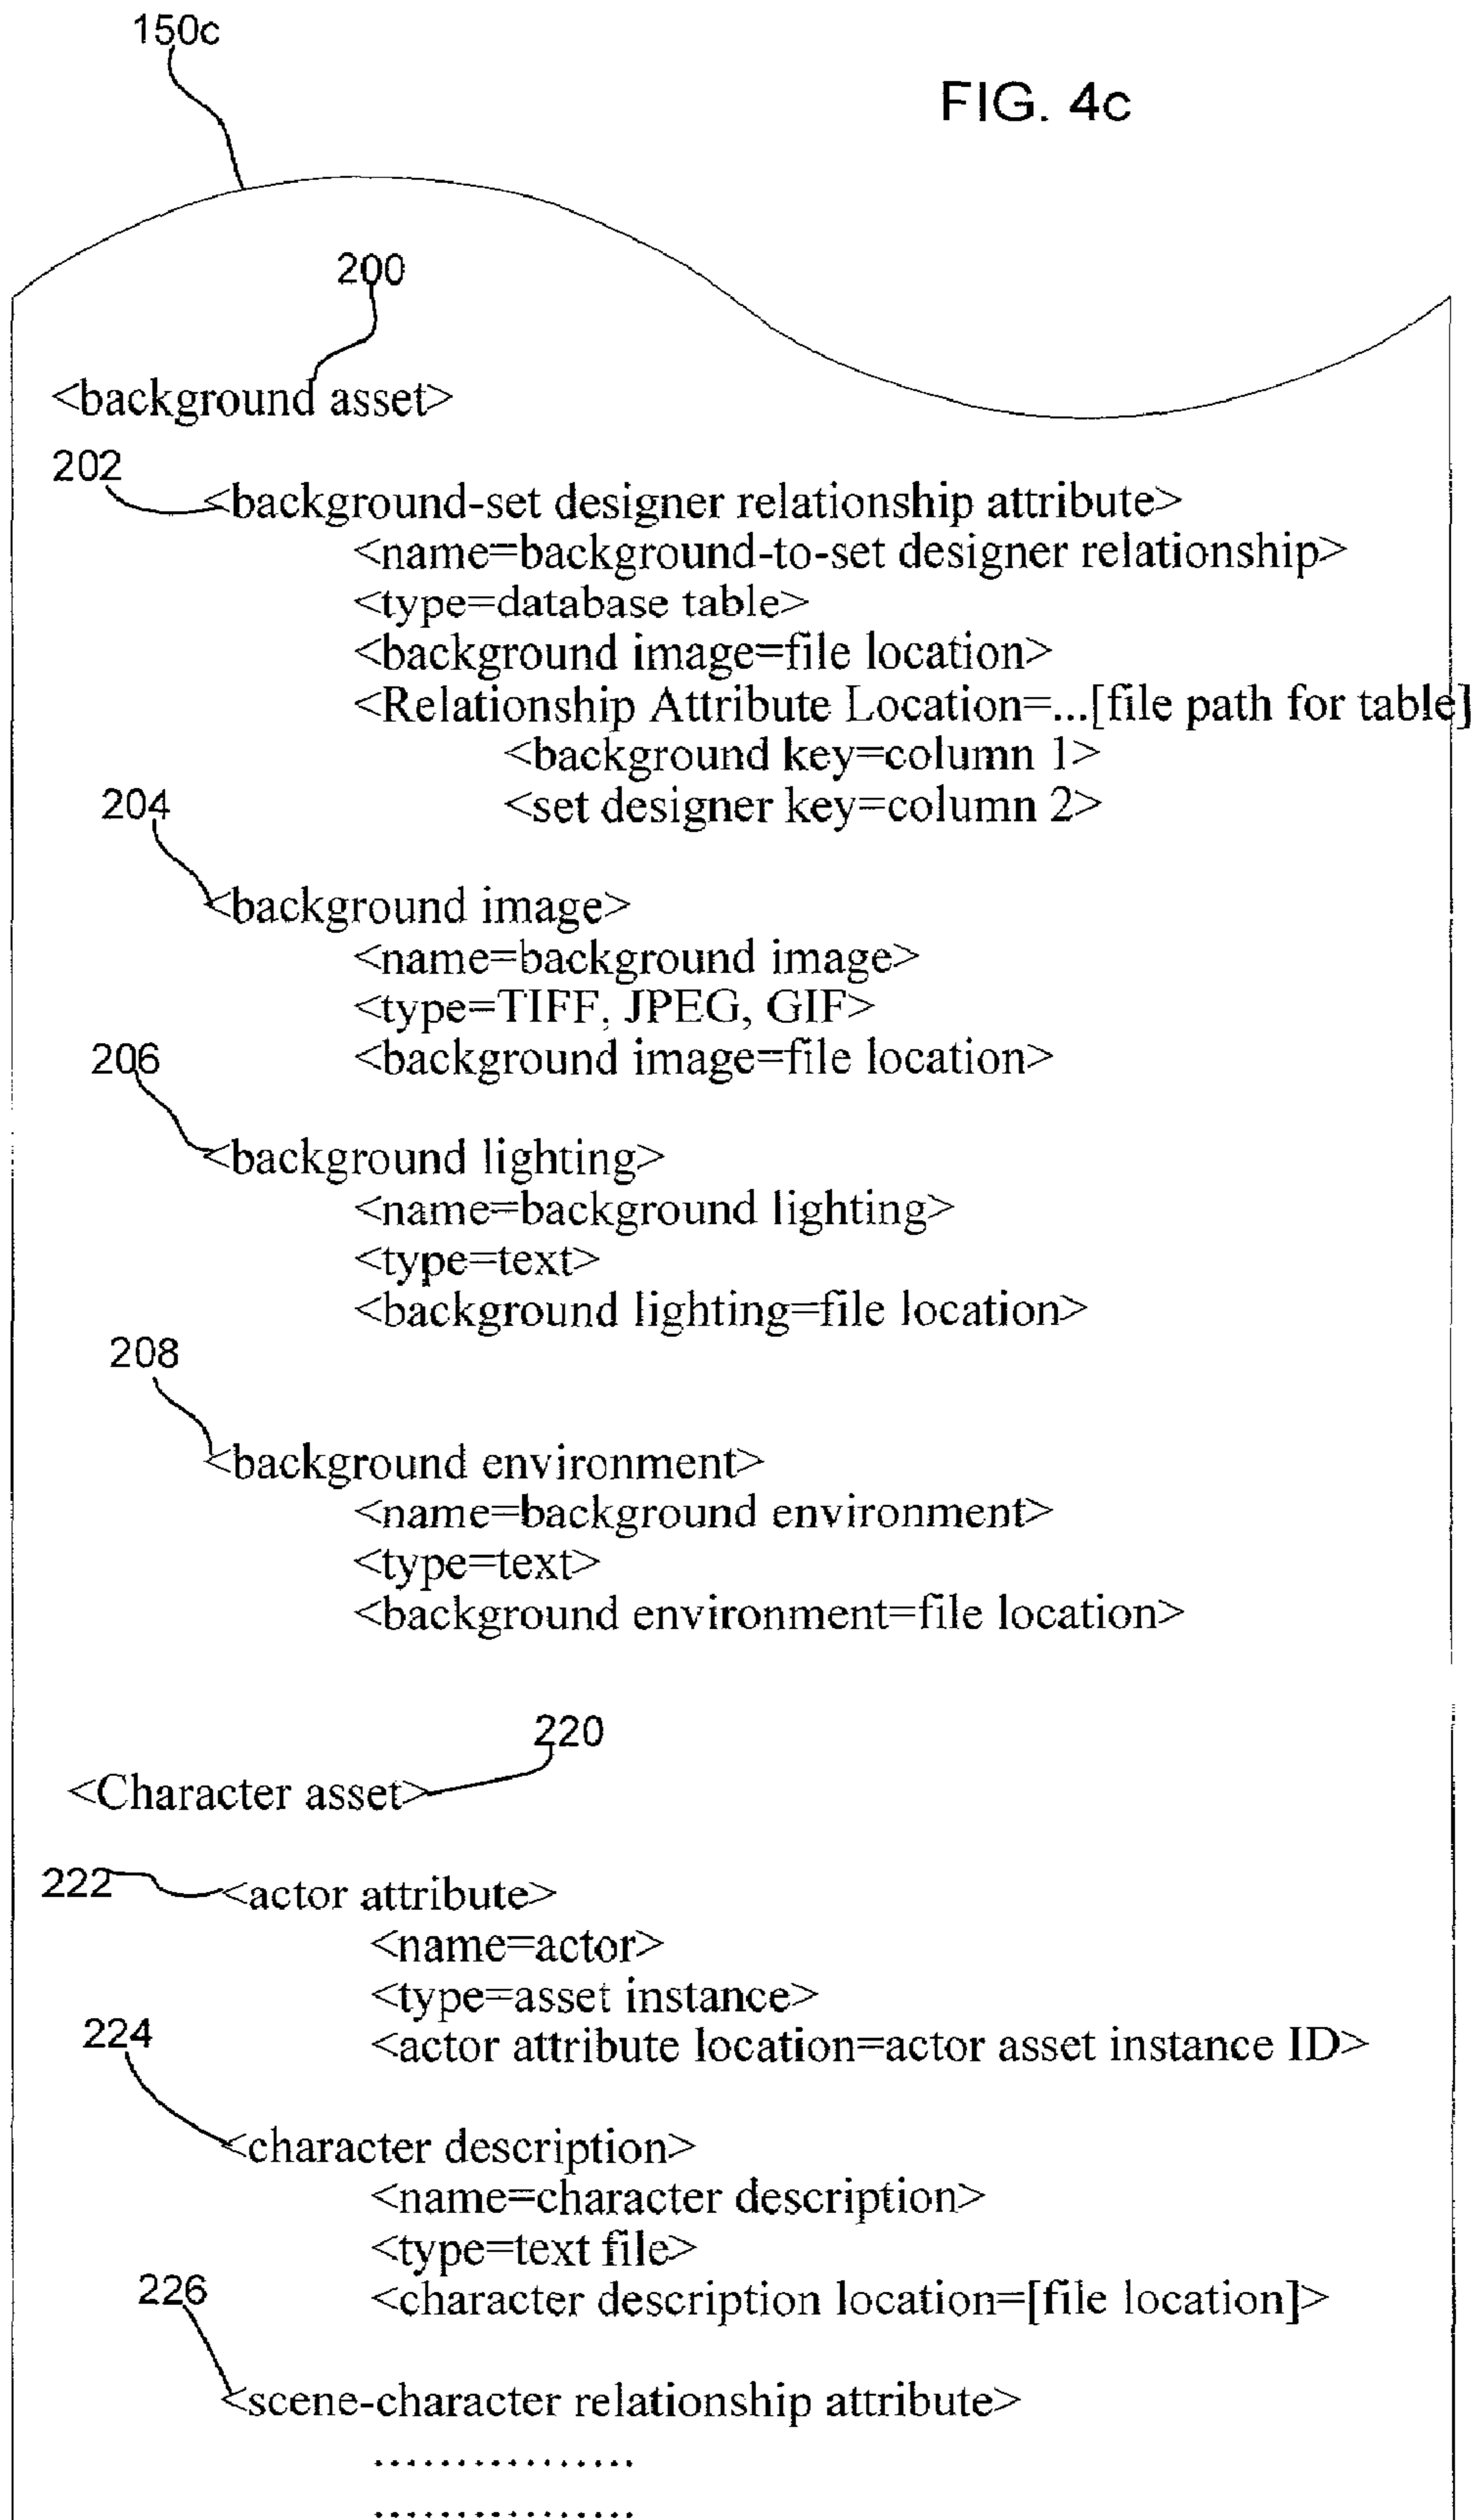 150c
FIG. 4c
200
<background asset>
202
<background-set designer relationship attribute>
<name=background-to-set designer relationship>
<type=database table>
<background image=file location>
<Relationship Attribute Location=...[file path for table]
<background key=column 1>
<set designer key=column 2>
204
<background image>
<name=background image>
<type=TIFF, JPEG, GIF>
<background image=file location>
206
<background lighting>
<name=background lighting>
<type=text>
<background lighting=file location>
208
<background environment>
<name=background environment>
<type=text>
<background environment=file location>
220
<Character asset>
222
<actor attribute>
<name=actor>
<type=asset instance>
<actor attribute location=actor asset instance ID>
224
<character description>
<name=character description>
<type=text file>
<character description location=[file location]>
226
<scene-character relationship attribute>
................
................